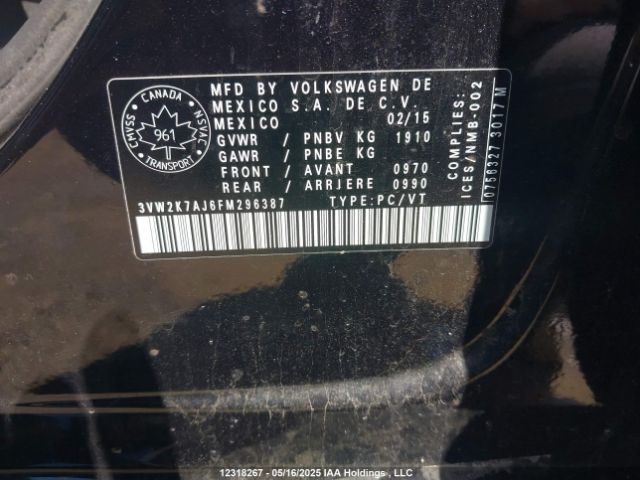 CANADA
CMVSS
NSVAC
961
TRANSPORT
MFD BY VOLKSWAGEN DE
MEXICO S.A. DE C.V.
MEXICO 02/15
GVWR / PNBV KG 1910
GAWR / PNBE KG
FRONT / AVANT 0970
REAR / ARRIERE 0990
3VW2K7AJ6FM296387 TYPE:PC/VT
COMPLIES:
ICES/NMB-002
0756327 3017 M
12318267 - 05/16/2025 IAA Holdings , LLC